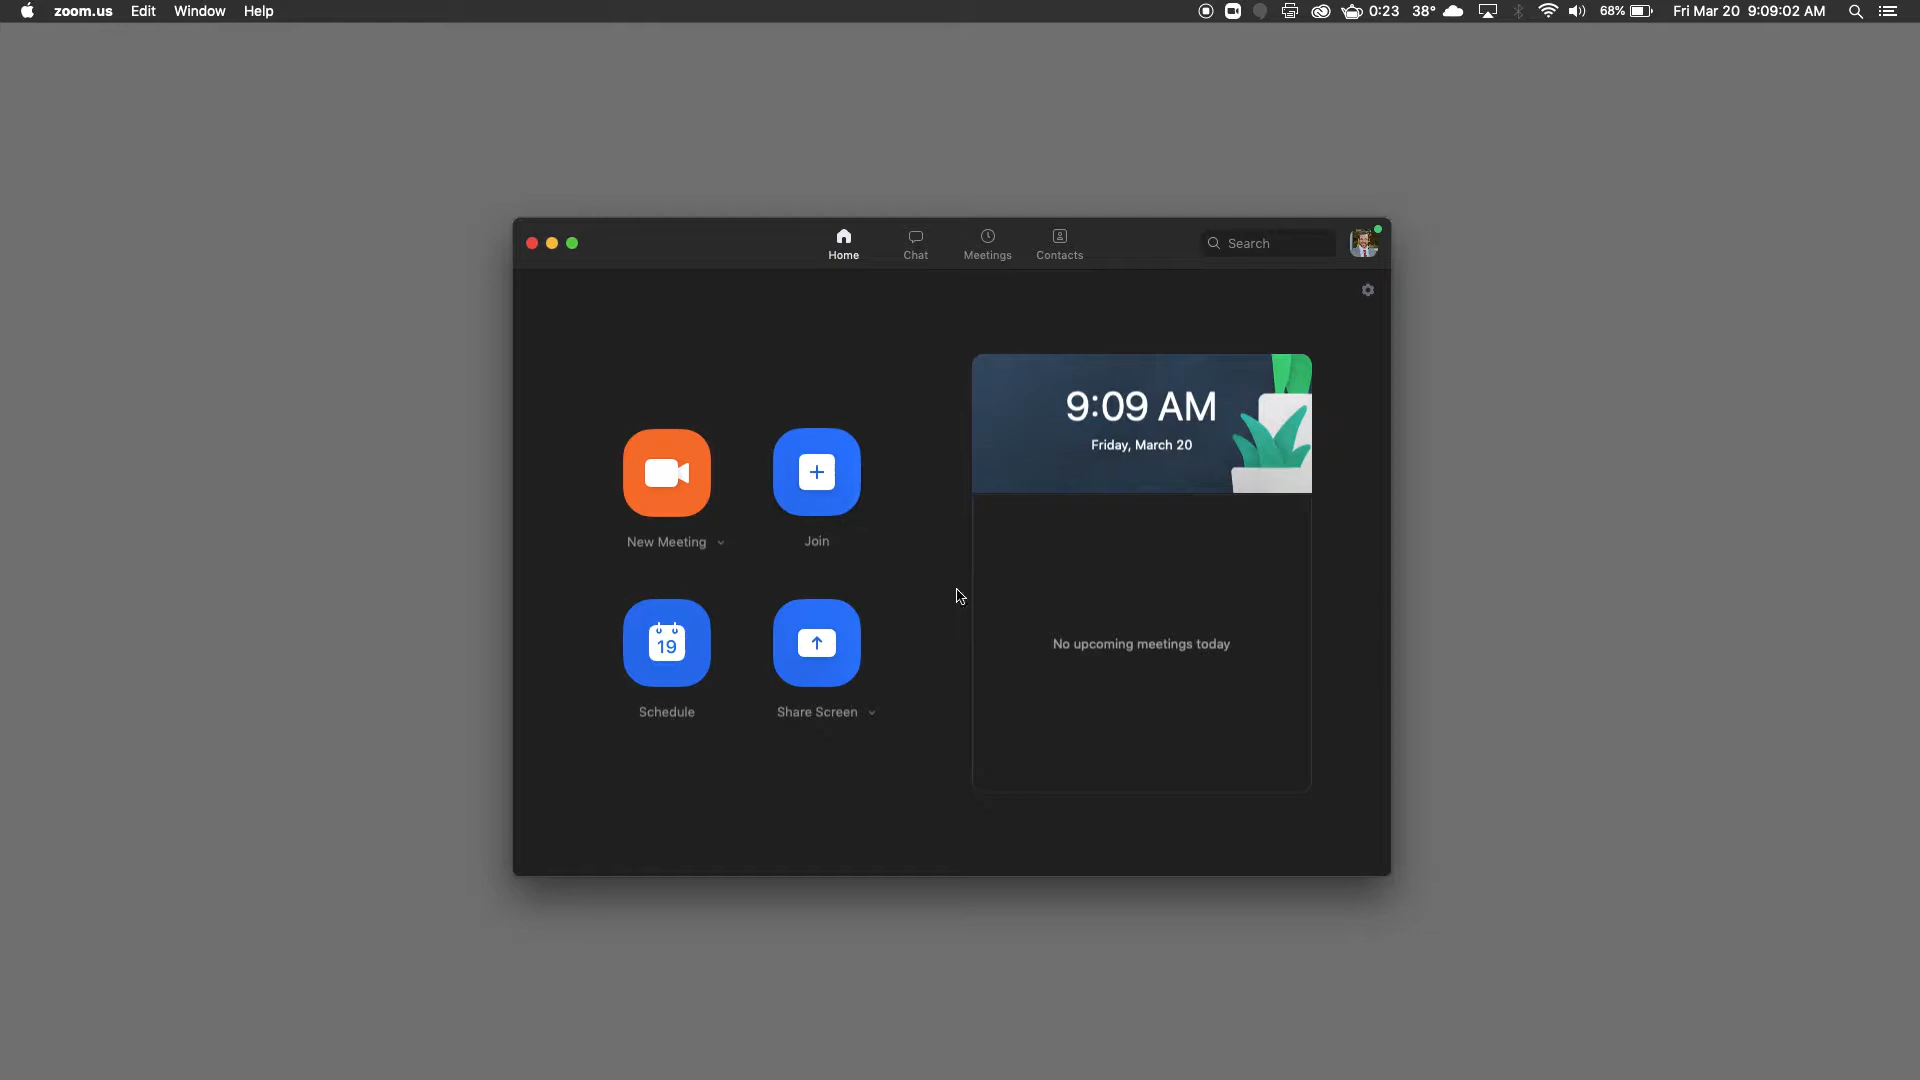 zoom.us Edit Window Help
0:23 38° 68% Fri Mar 20 9:09:02 AM
Home Chat Meetings Contacts
Search
9:09 AM
Friday, March 20
New Meeting
Join
No upcoming meetings today
19
Schedule
Share Screen